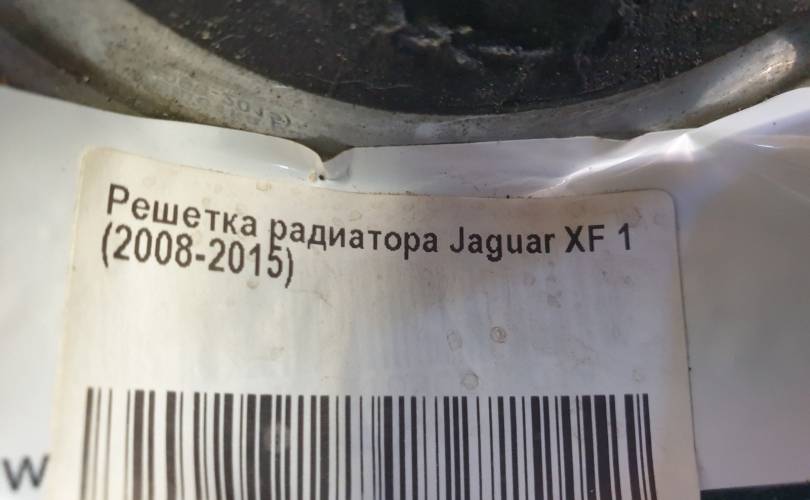 Решетка радиатора Jaguar XF 1
(2008-2015)
w